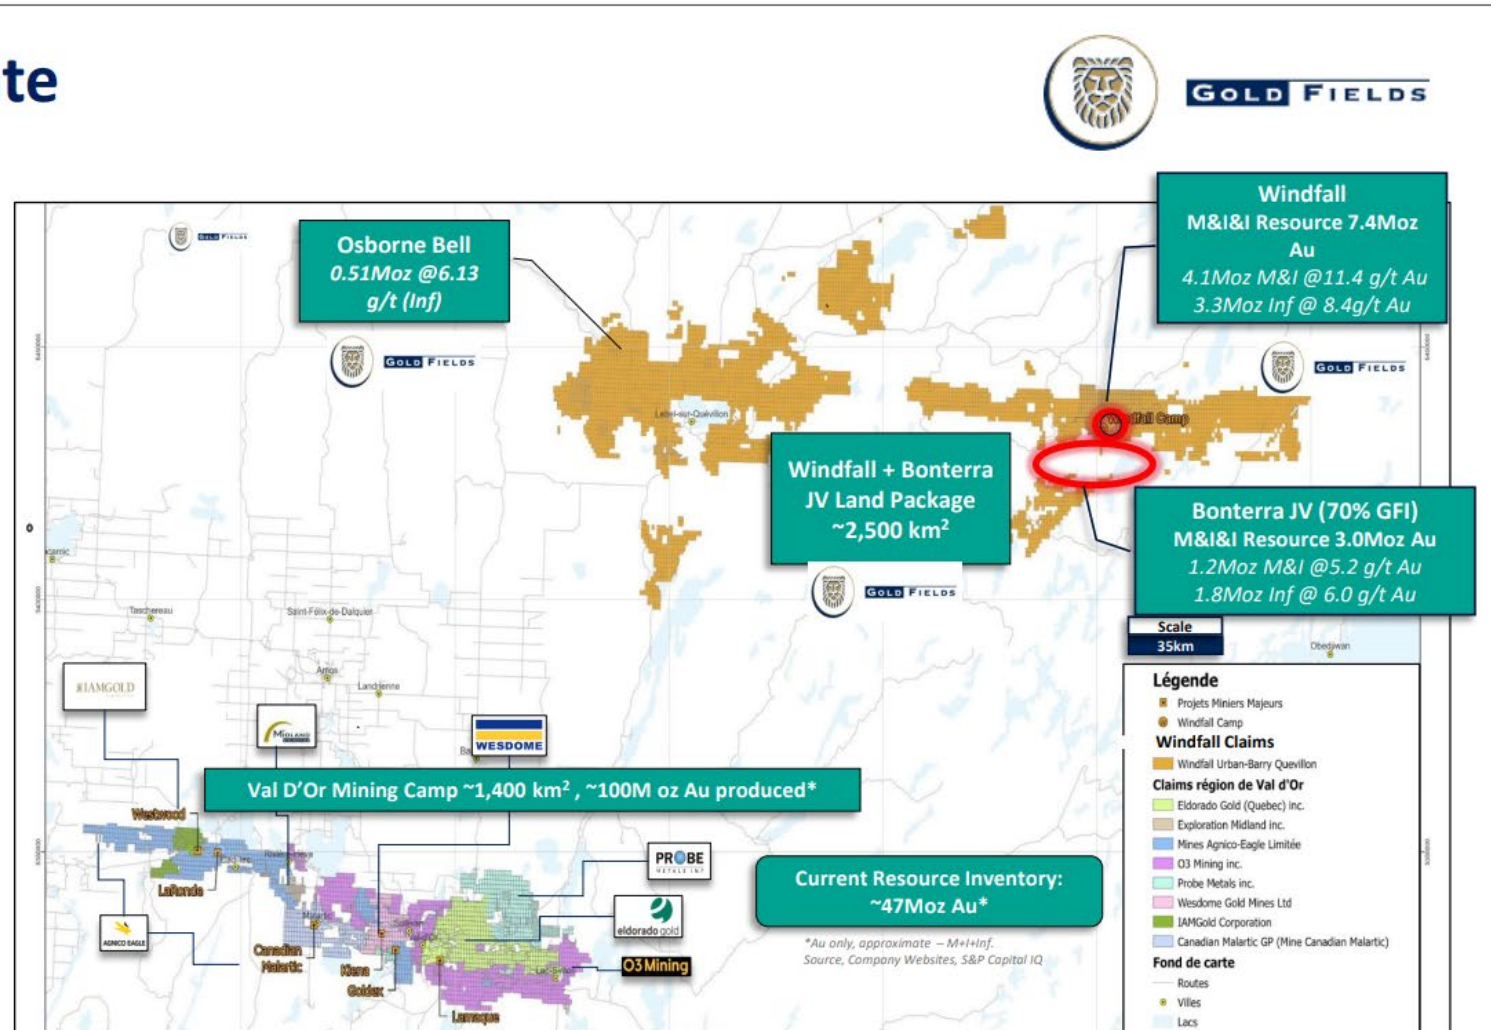 te
GOLD FIELDS
Windfall
M&I&I Resource 7.4Moz
Au
4.1Moz M&I @11.4 g/t Au
3.3Moz Inf @ 8.4g/t Au
GOLD FIELDS
Osborne Bell
0.51Moz @6.13
g/t (Inf)
GOLD FIELDS
GOLD FIELDS
Lebel-sur-Quévillon
Windfall Camp
Windfall + Bonterra
JV Land Package
~2,500 km²
GOLD FIELDS
Bonterra JV (70% GFI)
M&I&I Resource 3.0Moz Au
1.2Moz M&I @5.2 g/t Au
1.8Moz Inf @ 6.0 g/t Au
Taschereau
Saint-Félix-de-Dalquier
Scale
35km
Obedjiwan
Amos
Landrienne
IAMGOLD
MIDLAND
WESDOME
Val D'Or Mining Camp ~1,400 km² , ~100M oz Au produced*
Westwood
LaRonde
Malartic
Canadian
Malartic
Kiena
Goldex
Lamaque
AGNICO EAGLE
PROBE
METALS INC
eldorado gold
O3 Mining
Current Resource Inventory:
~47Moz Au*
*Au only, approximate – M+I+Inf.
Source, Company Websites, S&P Capital IQ
Légende
Projets Miniers Majeurs
Windfall Camp
Windfall Claims
Windfall Urban-Barry Quevillon
Claims région de Val d'Or
Eldorado Gold (Quebec) inc.
Exploration Midland inc.
Mines Agnico-Eagle Limitée
O3 Mining inc.
Probe Metals inc.
Wesdome Gold Mines Ltd
IAMGold Corporation
Canadian Malartic GP (Mine Canadian Malartic)
Fond de carte
Routes
Villes
Lacs